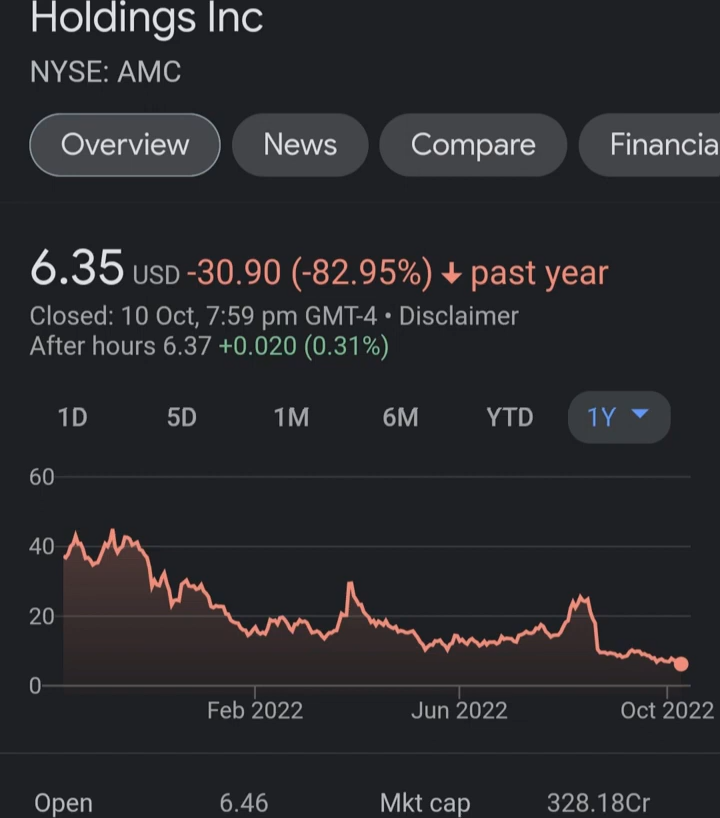 Holdings Inc
NYSE: AMC
Overview News Compare Financia
6.35 USD -30.90 (-82.95%) ↓ past year
Closed: 10 Oct, 7:59 pm GMT-4 • Disclaimer
After hours 6.37 +0.020 (0.31%)
1D 5D 1M 6M YTD 1Y
60
40
20
0
Feb 2022 Jun 2022 Oct 2022
Open 6.46 Mkt cap 328.18Cr